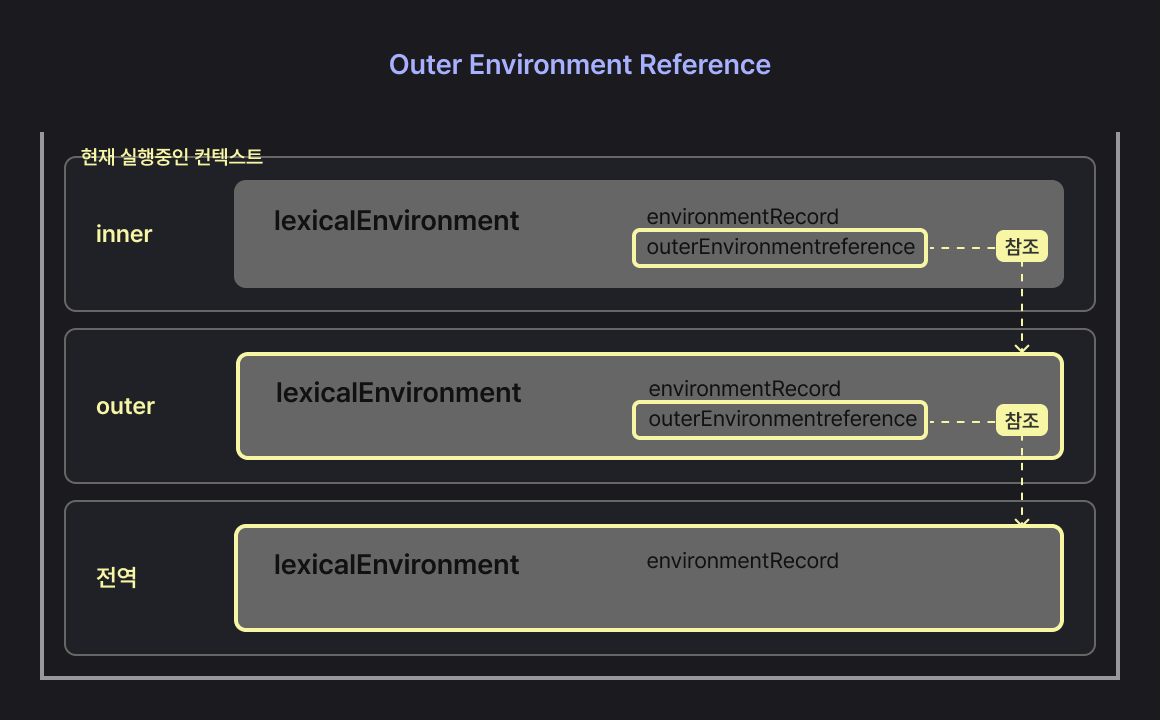 Outer Environment Reference
현재 실행중인 컨텍스트
inner
lexicalEnvironment
environmentRecord
outerEnvironmentreference
참조
outer
lexicalEnvironment
environmentRecord
outerEnvironmentreference
참조
전역
lexicalEnvironment
environmentRecord